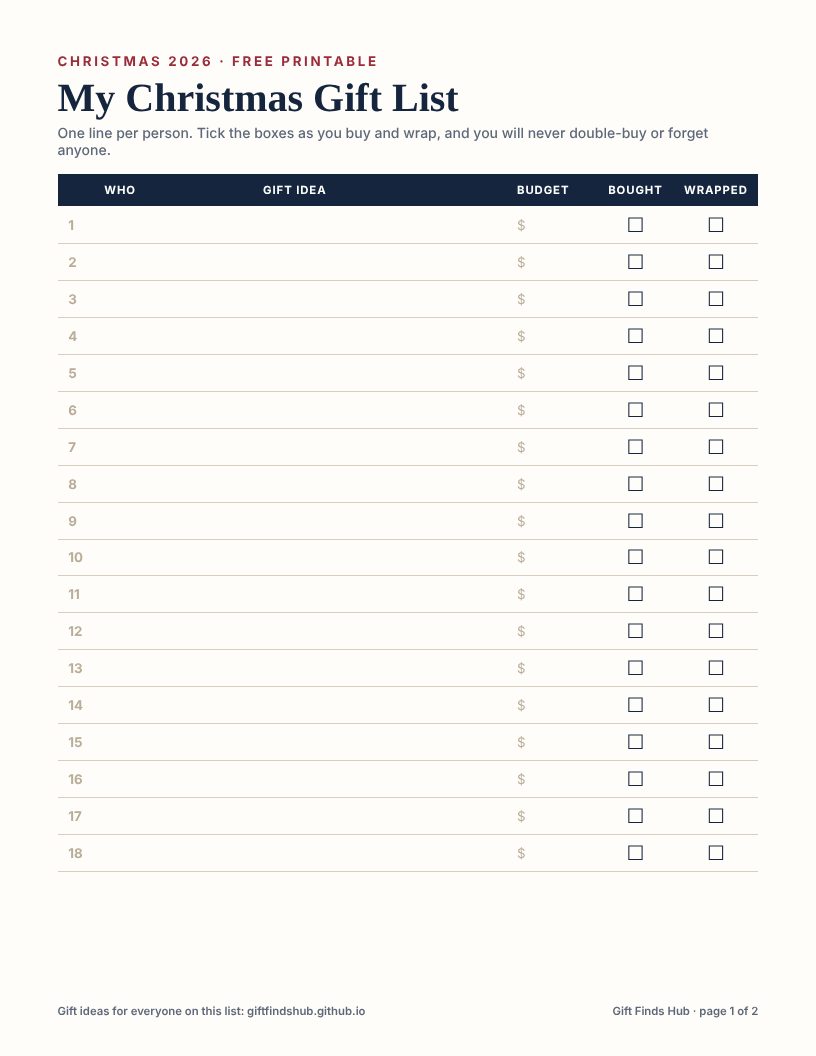 CHRISTMAS 2026 · FREE PRINTABLE
My Christmas Gift List
One line per person. Tick the boxes as you buy and wrap, and you will never double-buy or forget
anyone.
WHO GIFT IDEA BUDGET BOUGHT WRAPPED
1 $ ☐ ☐
2 $ ☐ ☐
3 $ ☐ ☐
4 $ ☐ ☐
5 $ ☐ ☐
6 $ ☐ ☐
7 $ ☐ ☐
8 $ ☐ ☐
9 $ ☐ ☐
10 $ ☐ ☐
11 $ ☐ ☐
12 $ ☐ ☐
13 $ ☐ ☐
14 $ ☐ ☐
15 $ ☐ ☐
16 $ ☐ ☐
17 $ ☐ ☐
18 $ ☐ ☐
Gift ideas for everyone on this list: giftfindshub.github.io Gift Finds Hub · page 1 of 2